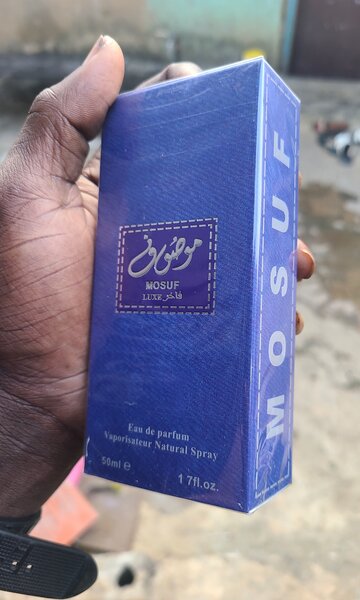 موصوف
MOSUF
LUXE فاخر
Eau de parfum
Vaporisateur Natural Spray
50ml e
1 7fl.oz.
MOSUF